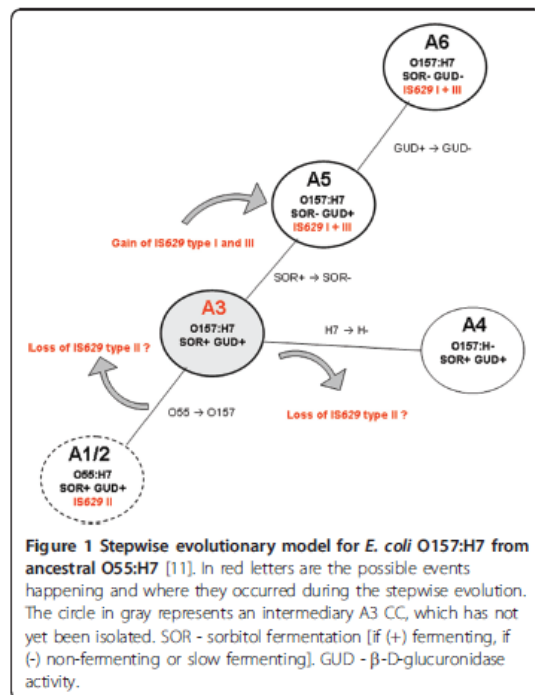 A6
O157:H7
SOR- GUD-
IS629 I + III
GUD+ → GUD-
A5
O157:H7
SOR- GUD+
IS629 I + III
Gain of IS629 type I and III
SOR+ → SOR-
A3
O157:H7
SOR+ GUD+
H7 → H-
A4
O157:H-
SOR+ GUD+
Loss of IS629 type II ?
Loss of IS629 type II ?
O55 → O157
A1/2
O55:H7
SOR+ GUD+
IS629 II
Figure 1 Stepwise evolutionary model for E. coli O157:H7 from
ancestral O55:H7 [11]. In red letters are the possible events
happening and where they occurred during the stepwise evolution.
The circle in gray represents an intermediary A3 CC, which has not
yet been isolated. SOR - sorbitol fermentation [if (+) fermenting, if
(-) non-fermenting or slow fermenting]. GUD - β-D-glucuronidase
activity.